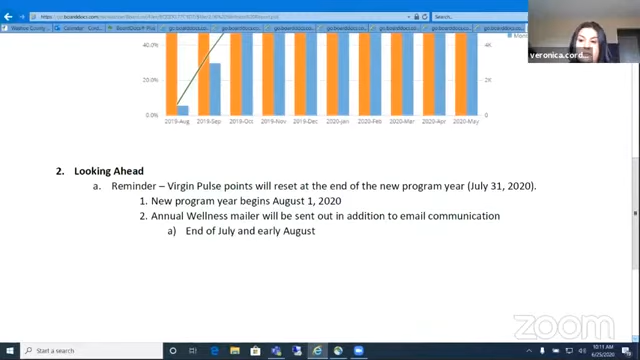 go.boarddocs.com
Search...
veronica.cord
40.0%
20.0%
0.0%
4K
2K
0
2019-Aug 2019-Sep 2019-Oct 2019-Nov 2019-Dec 2020-Jan 2020-Feb 2020-Mar 2020-Apr 2020-May
2. Looking Ahead
a. Reminder – Virgin Pulse points will reset at the end of the new program year (July 31, 2020).
1. New program year begins August 1, 2020
2. Annual Wellness mailer will be sent out in addition to email communication
a) End of July and early August
zoom
Start a search
10:11 AM
6/25/2020